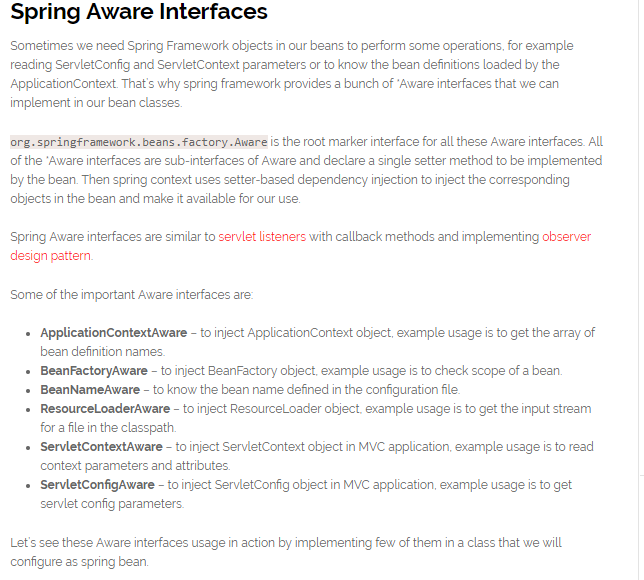 Spring Aware Interfaces
Sometimes we need Spring Framework objects in our beans to perform some operations, for example
reading ServletConfig and ServletContext parameters or to know the bean definitions loaded by the
ApplicationContext. That's why spring framework provides a bunch of *Aware interfaces that we can
implement in our bean classes.
org.springframework.beans.factory.Aware is the root marker interface for all these Aware interfaces. All
of the *Aware interfaces are sub-interfaces of Aware and declare a single setter method to be implemented
by the bean. Then spring context uses setter-based dependency injection to inject the corresponding
objects in the bean and make it available for our use.
Spring Aware interfaces are similar to servlet listeners with callback methods and implementing observer
design pattern.
Some of the important Aware interfaces are:
• ApplicationContextAware – to inject ApplicationContext object, example usage is to get the array of
bean definition names.
• BeanFactoryAware – to inject BeanFactory object, example usage is to check scope of a bean.
• BeanNameAware – to know the bean name defined in the configuration file.
• ResourceLoaderAware – to inject ResourceLoader object, example usage is to get the input stream
for a file in the classpath.
• ServletContextAware – to inject ServletContext object in MVC application, example usage is to read
context parameters and attributes.
• ServletConfigAware – to inject ServletConfig object in MVC application, example usage is to get
servlet config parameters.
Let's see these Aware interfaces usage in action by implementing few of them in a class that we will
configure as spring bean.